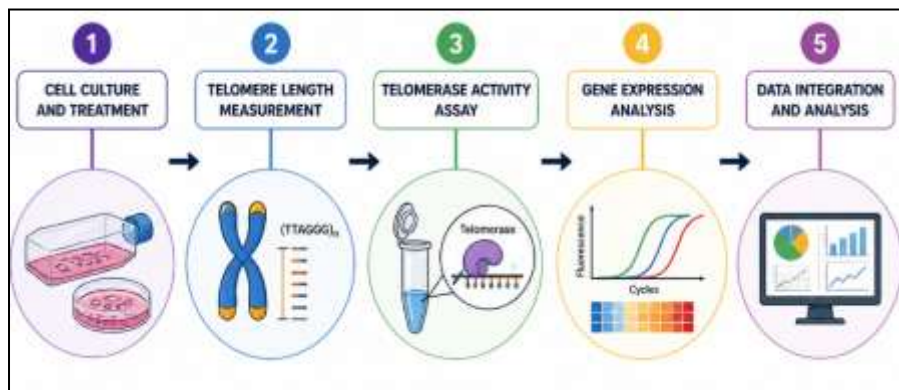 1
CELL CULTURE
AND TREATMENT
2
TELOMERE LENGTH
MEASUREMENT
(TTAGGG)n
3
TELOMERASE ACTIVITY
ASSAY
Telomerase
4
GENE EXPRESSION
ANALYSIS
Fluorescence
Cycles
5
DATA INTEGRATION
AND ANALYSIS